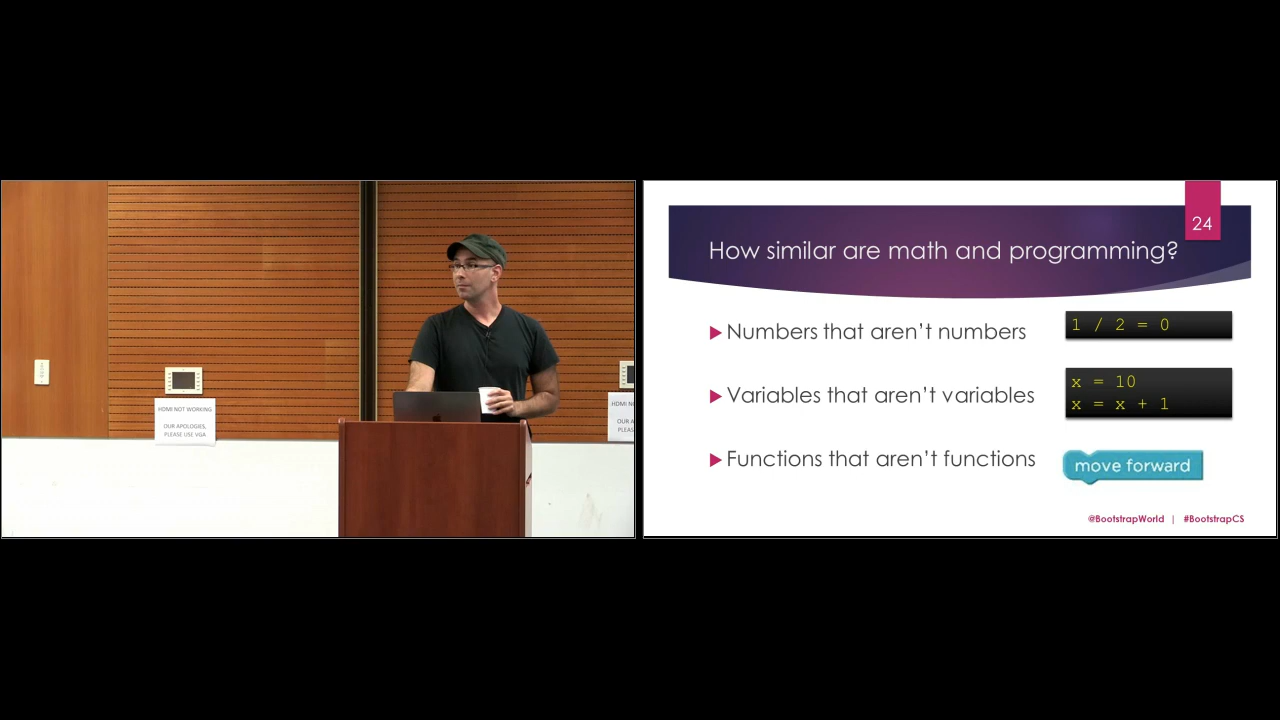 HDMI NOT WORKING
OUR APOLOGIES,
PLEASE USE VGA
24
How similar are math and programming?
Numbers that aren't numbers
1 / 2 = 0
Variables that aren't variables
x = 10
x = x + 1
Functions that aren't functions
move forward
@BootstrapWorld | #BootstrapCS